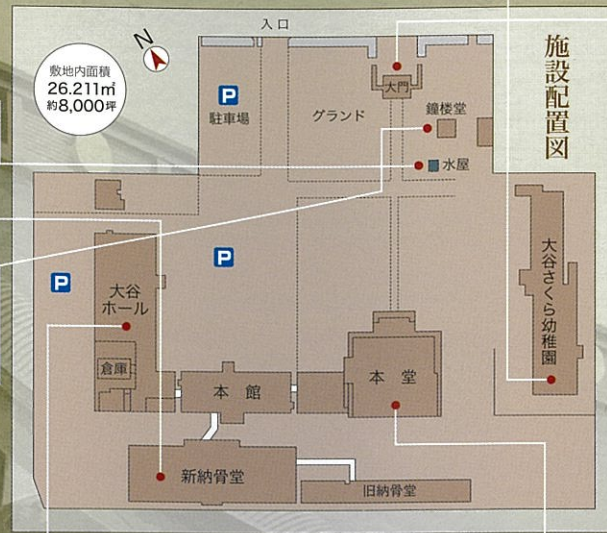 入口
N
敷地内面積
26.211㎡
約8,000坪
施設配置図
P
駐車場
グランド
大門
鐘楼堂
水屋
P
P
大谷
ホール
倉庫
本館
本堂
大谷さくら幼稚園
新納骨堂
旧納骨堂